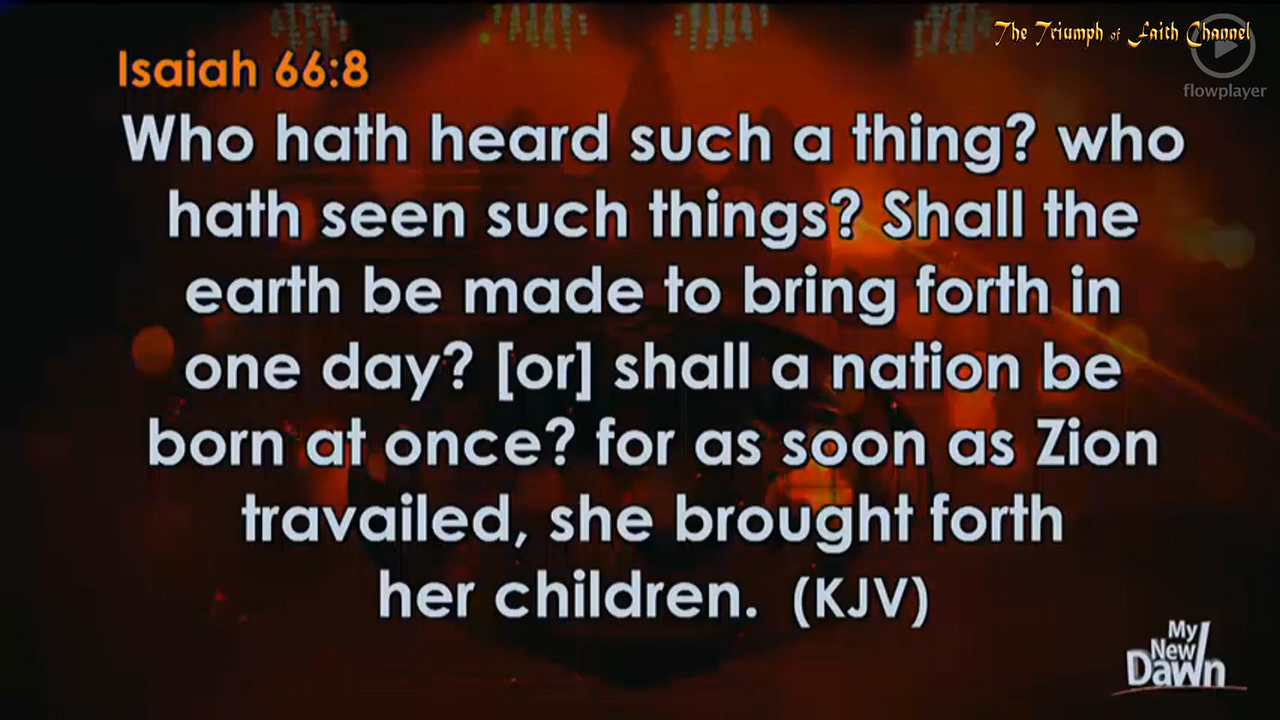 The Triumph of Faith Channel
flowplayer
Isaiah 66:8
Who hath heard such a thing? who
hath seen such things? Shall the
earth be made to bring forth in
one day? [or] shall a nation be
born at once? for as soon as Zion
travailed, she brought forth
her children. (KJV)
My
New
Dawn